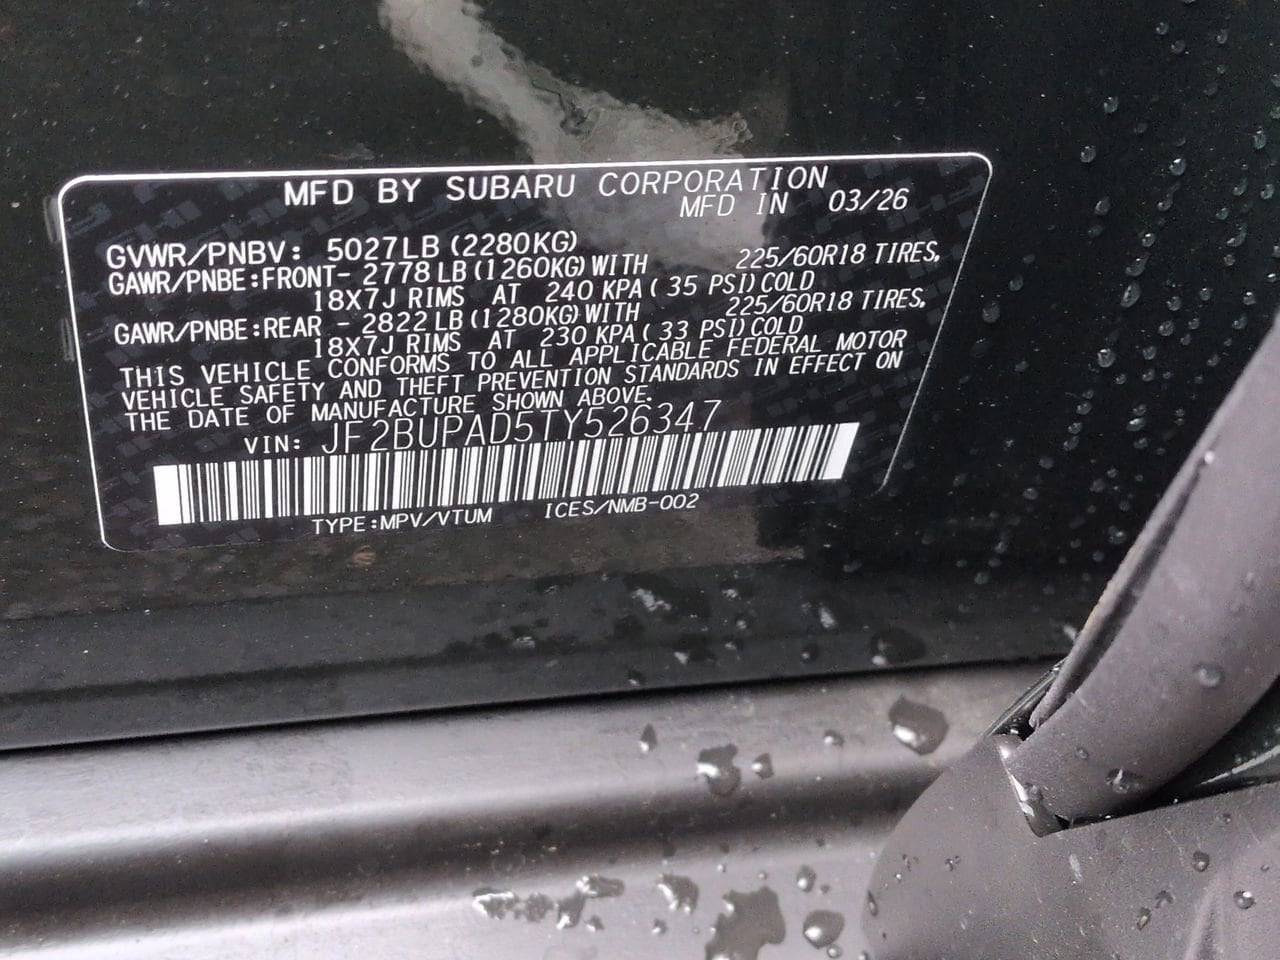 MFD BY SUBARU CORPORATION
MFD IN 03/26
GVWR/PNBV: 5027LB (2280KG)
GAWR/PNBE:FRONT- 2778LB (1260KG) WITH 225/60R18 TIRES,
18X7J RIMS AT 240 KPA ( 35 PSI) COLD
GAWR/PNBE:REAR - 2822LB (1280KG) WITH 225/60R18 TIRES,
18X7J RIMS AT 230 KPA ( 33 PSI) COLD
THIS VEHICLE CONFORMS TO ALL APPLICABLE FEDERAL MOTOR
VEHICLE SAFETY AND THEFT PREVENTION STANDARDS IN EFFECT ON
THE DATE OF MANUFACTURE SHOWN ABOVE.
VIN: JF2BUPAD5TY526347
TYPE:MPV/VTUM ICES/NMB-002